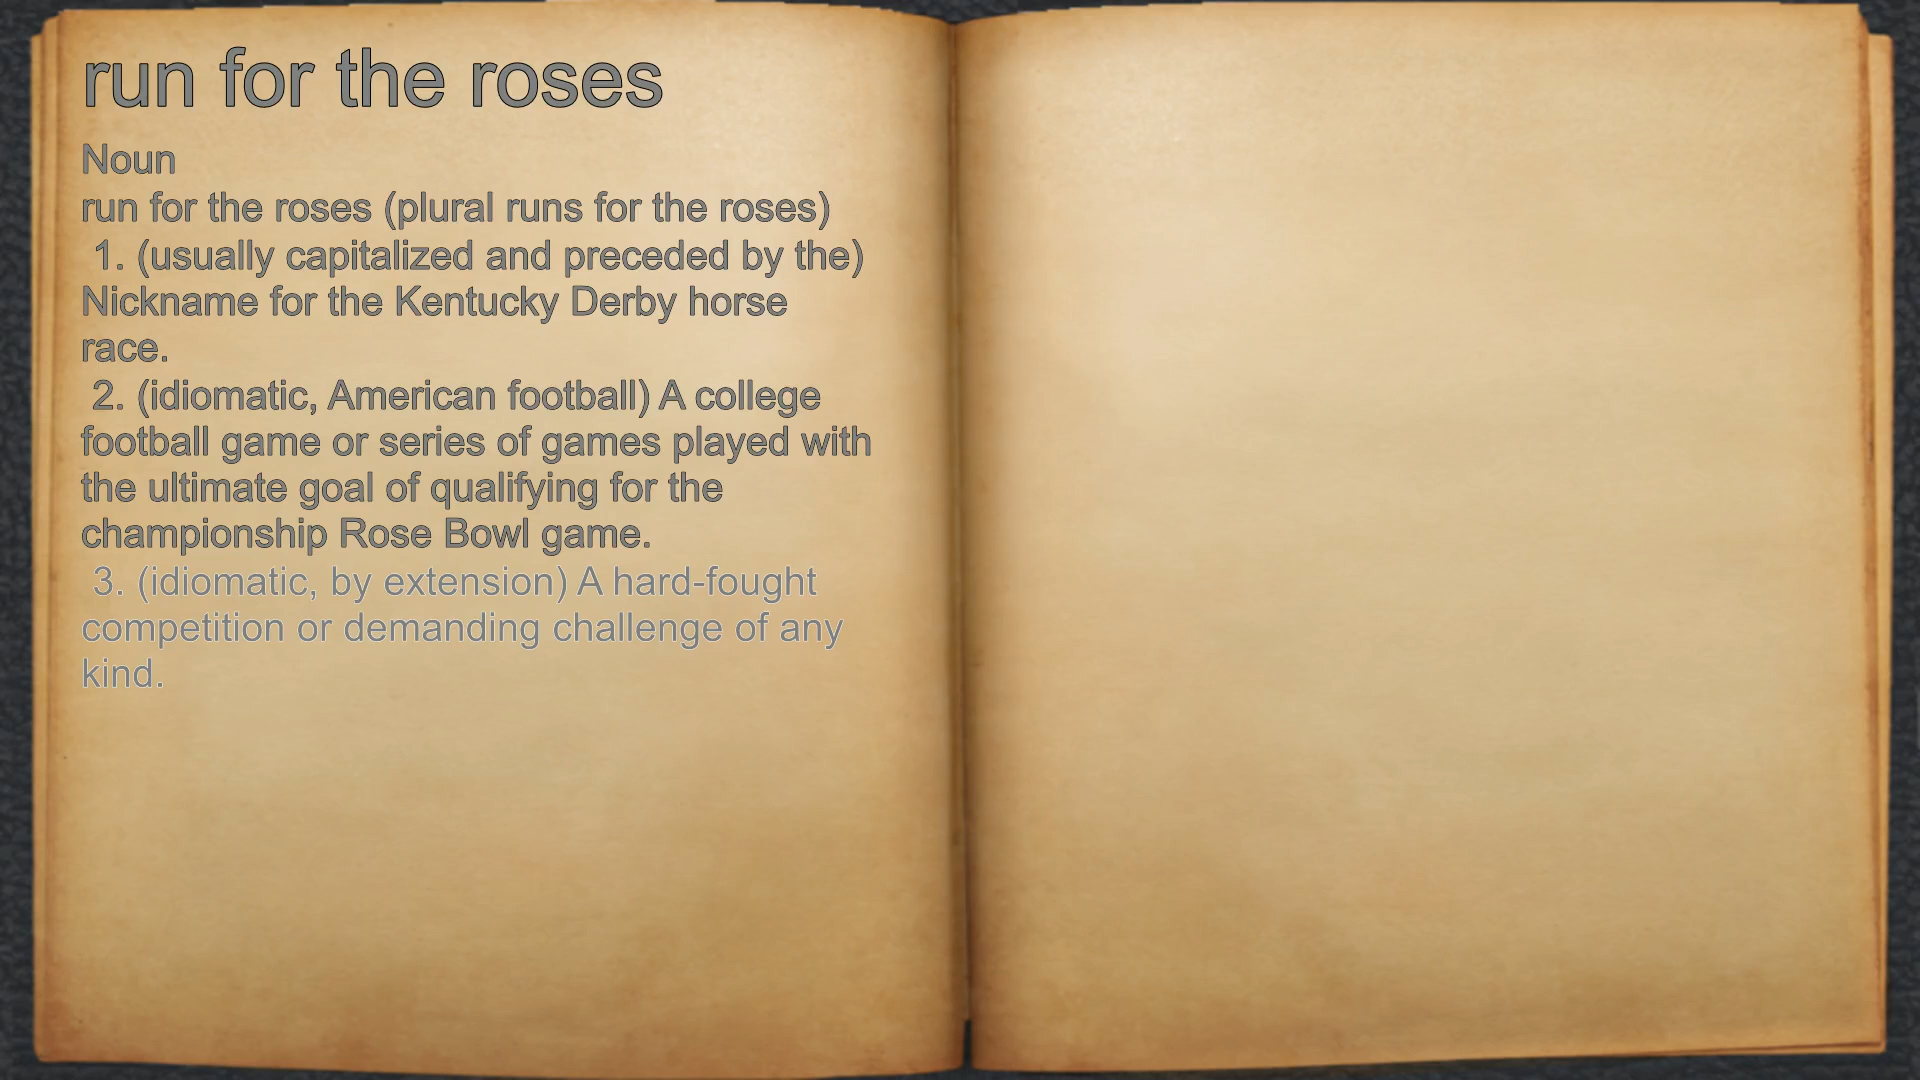 run for the roses
Noun
run for the roses (plural runs for the roses)
1. (usually capitalized and preceded by the)
Nickname for the Kentucky Derby horse
race.
2. (idiomatic, American football) A college
football game or series of games played with
the ultimate goal of qualifying for the
championship Rose Bowl game.
3. (idiomatic, by extension) A hard-fought
competition or demanding challenge of any
kind.